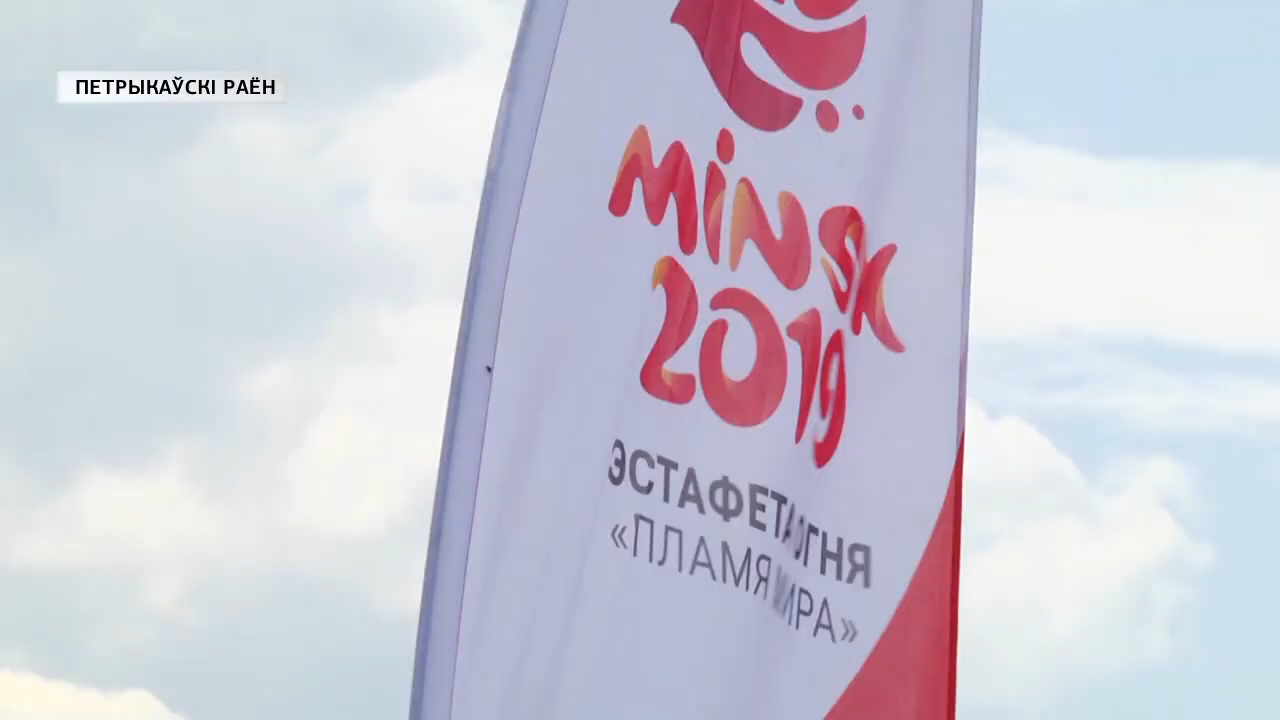 ПЕТРЫКАЎСКІ РАЁН
MINSK
2019
ЭСТАФЕТА ОГНЯ
«ПЛАМЯ МИРА»